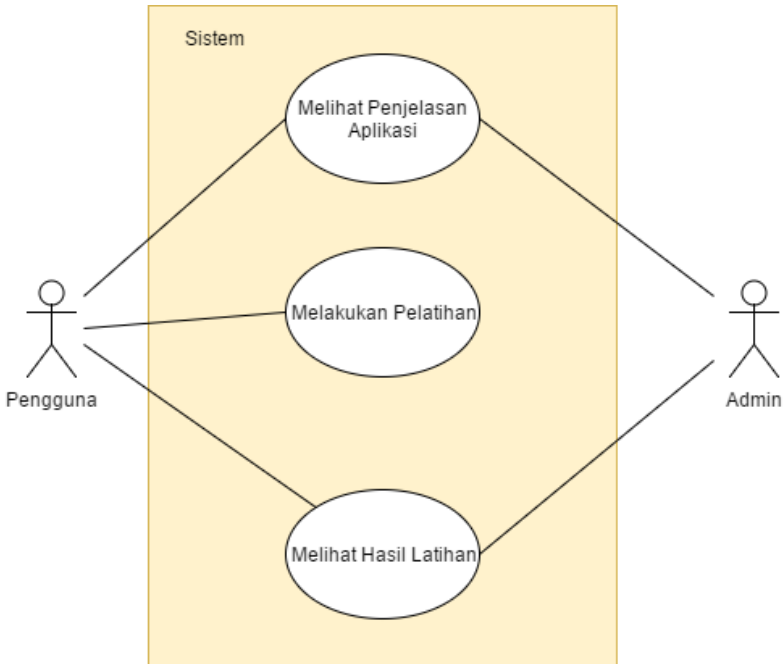 Sistem
Melihat Penjelasan
Aplikasi
Melakukan Pelatihan
Pengguna
Admin
Melihat Hasil Latihan